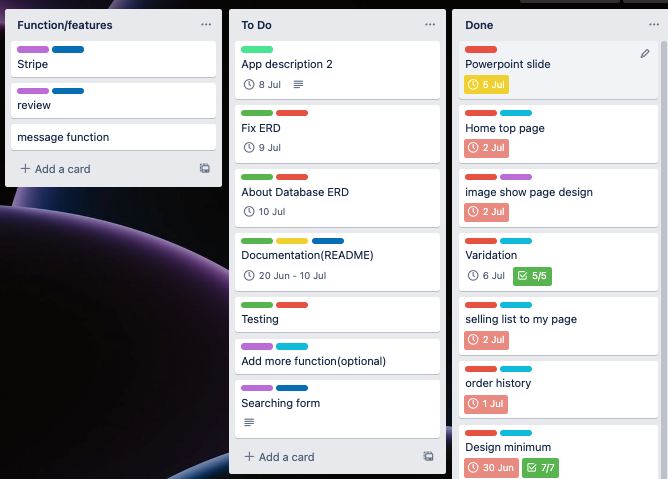 Function/features
Stripe
review
message function
+ Add a card
To Do
App description 2
8 Jul
Fix ERD
9 Jul
About Database ERD
10 Jul
Documentation(README)
20 Jun - 10 Jul
Testing
Add more function(optional)
Searching form
+ Add a card
Done
Powerpoint slide
5 Jul
Home top page
2 Jul
image show page design
2 Jul
Varidation
6 Jul 5/5
selling list to my page
2 Jul
order history
1 Jul
Design minimum
30 Jun 7/7